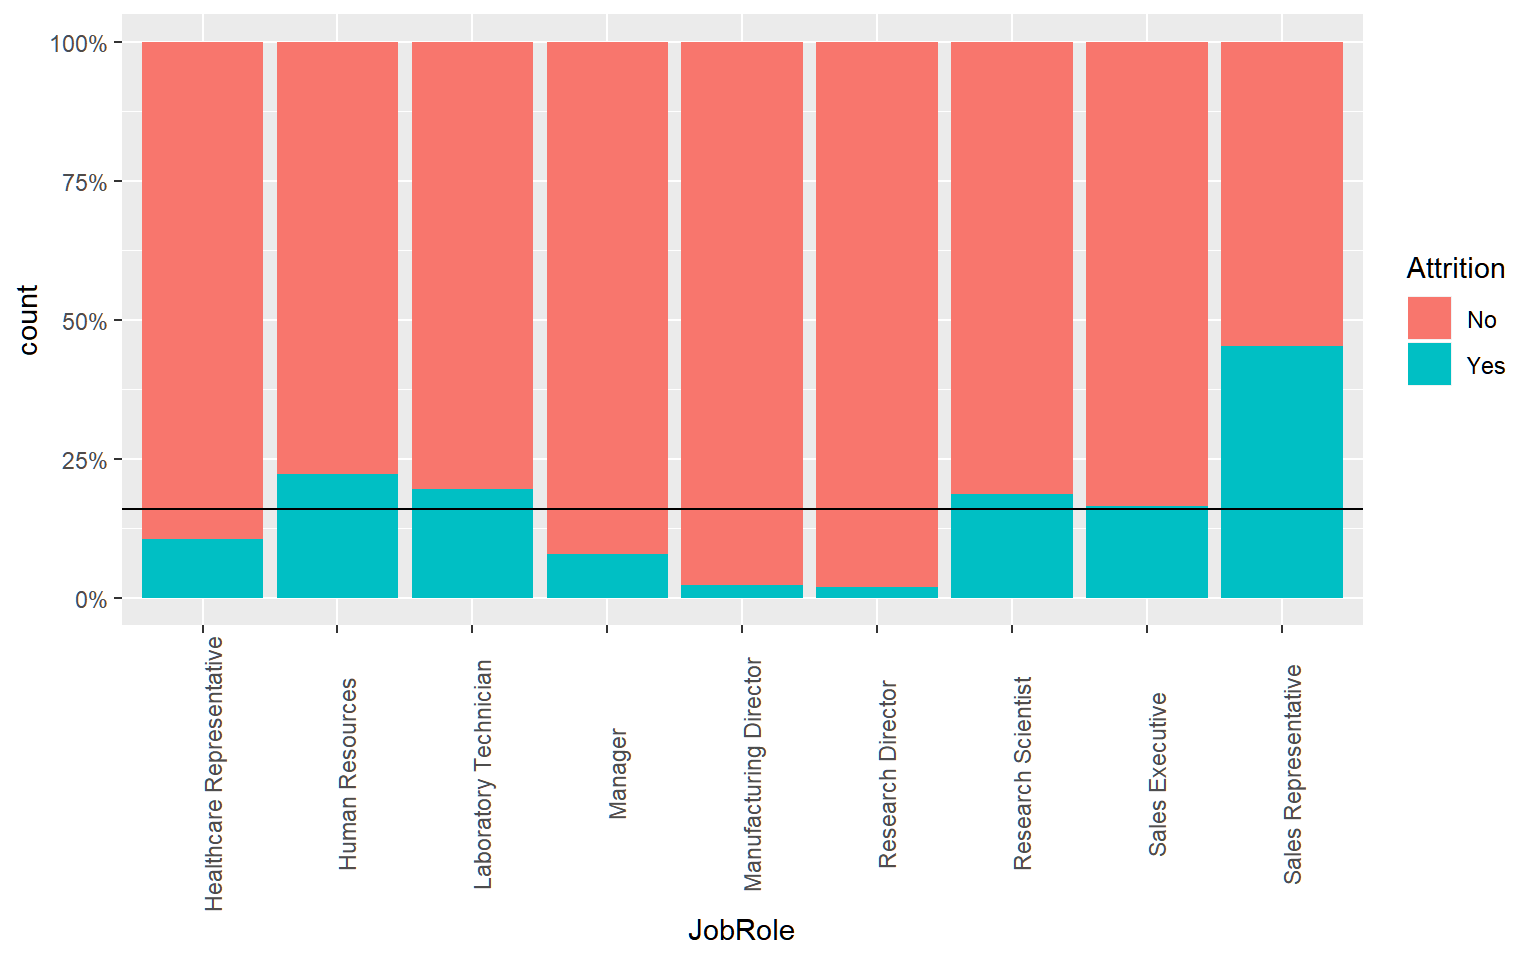 100%
75%
50%
25%
0%
count
Healthcare Representative
Human Resources
Laboratory Technician
Manager
Manufacturing Director
Research Director
Research Scientist
Sales Executive
Sales Representative
JobRole
Attrition
No
Yes